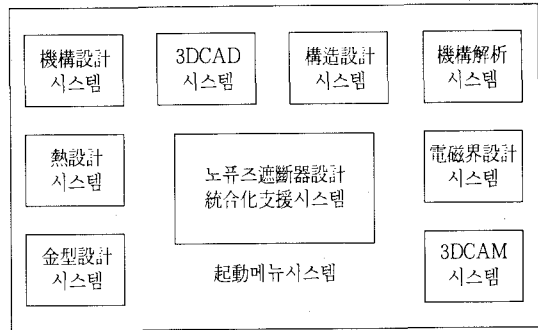 機構設計
시스템
3DCAD
시스템
構造設計
시스템
機構解析
시스템
熱設計
시스템
노퓨즈遮斷器設計
統合化支援시스템
電磁界設計
시스템
金型設計
시스템
起動메뉴시스템
3DCAM
시스템